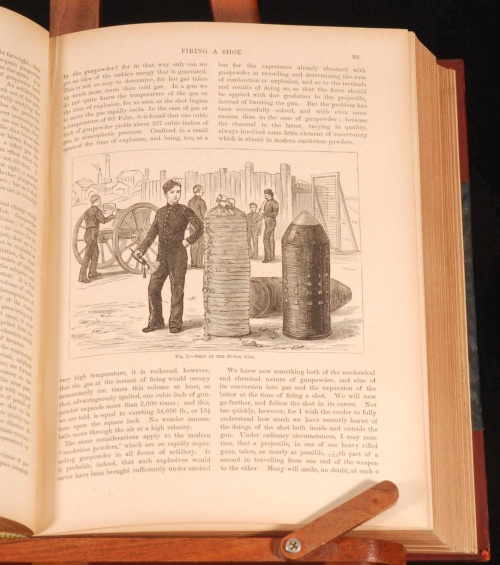 FIRING A SHOT.
93
by the gunpowder! for in that way only can we
get an idea of the sudden energy that is generated.
This is not so easy to determine, for hot gas takes
up much more room than cold gas. In a gun we
do not quite know the temperature of the gas at
the time of explosion, for as soon as the shot begins
to move the gas rapidly cools. In the case of gas at
a temperature of Fahr., it is found that one cubic
inch of gunpowder yields about cubic inches of
gas, at atmospheric pressure. Confined in a small
space at the time of explosion, and being, too, at a
very high temperature, it is reckoned, however,
that the gas at the instant of firing would occupy
momentarily ten times this volume at least, so
that, advantageously ignited, one cubic inch of gun-
powder expands more than 2,000 times; and this,
we are told, is equal to exerting lbs., or
tons upon the square inch. No wonder cannon-
balls move through the air at a high velocity.
The same considerations apply to the modern
"smokeless powders," which are so rapidly super-
seding gunpowder in all forms of artillery. It
is probable, indeed, that such explosives would
never have been brought sufficiently under control
but for the experience already obtained with
gunpowder in recording and determining the rate
of combustion or explosion, and as to the methods
and results of doing so, so that the force should
be applied with due gradation to the projectile,
instead of bursting the gun. But the problem has
been successfully solved, and with even more
success than in the case of gunpowder; because
the charcoal in the latter, varying in quality,
always involved some little element of uncertainty
which is absent in modern smokeless powders.
Fig. 2.—SHOT OF THE GUN.
We know now something both of the mechanical
and chemical nature of gunpowder, and also of
its conversion into gas and the expansion of the
latter at the time of firing a shot. We will now
go further, and follow the shot in its career. Not
too quickly, however, for I wish the reader to fully
understand how much we have recently learnt of
the doings of the shot both inside and outside the
gun. Under ordinary circumstances, I may men-
tion, that a projectile, in one of our heavy rifled
guns, takes, as nearly as possible, part of a
second in travelling from one end of the weapon
to the other. Many will smile, no doubt, at such a